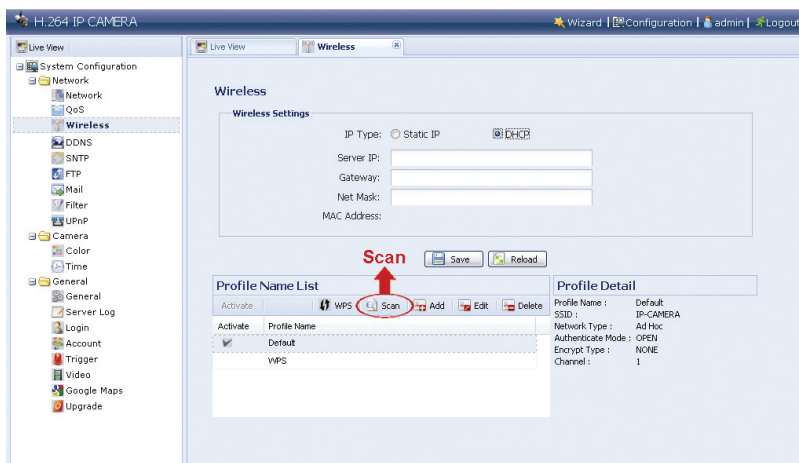 H.264 IP CAMERA
Wizard | Configuration | admin | Logout
Live View
System Configuration
Network
Network
QoS
Wireless
DDNS
SNTP
FTP
Mail
Filter
UPnP
Camera
Color
Time
General
General
Server Log
Login
Account
Trigger
Video
Google Maps
Upgrade
Live View
Wireless
Wireless
Wireless Settings
IP Type: Static IP DHCP
Server IP:
Gateway:
Net Mask:
MAC Address:
Scan
Save Reload
Profile Name List
Activate WPS Scan Add Edit Delete
Activate Profile Name
Default
WPS
Profile Detail
Profile Name : Default
SSID : IP-CAMERA
Network Type : Ad Hoc
Authenticate Mode : OPEN
Encrypt Type : NONE
Channel : 1